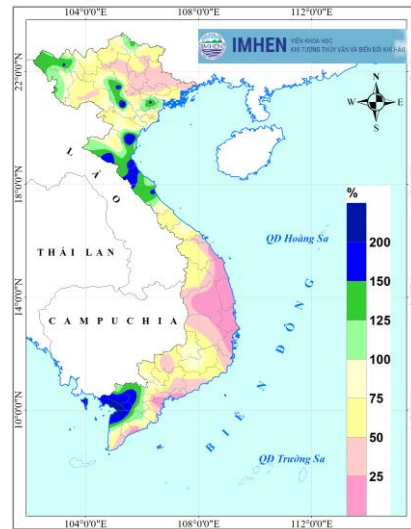 104°0'0"E 108°0'0"E 112°0'0"E
IMHEN VIỆN KHOA HỌC
KHÍ TƯỢNG THỦY VĂN VÀ BIẾN ĐỔI KHÍ HẬU
22°0'0"N
N
W E
S
L À O
18°0'0"N
%
QĐ Hoàng Sa
THÁI LAN
200
150
14°0'0"N
125
CAMPUCHIA
100
BIỂN ĐÔNG
75
10°0'0"N
50
QĐ Trường Sa
25
104°0'0"E 108°0'0"E 112°0'0"E